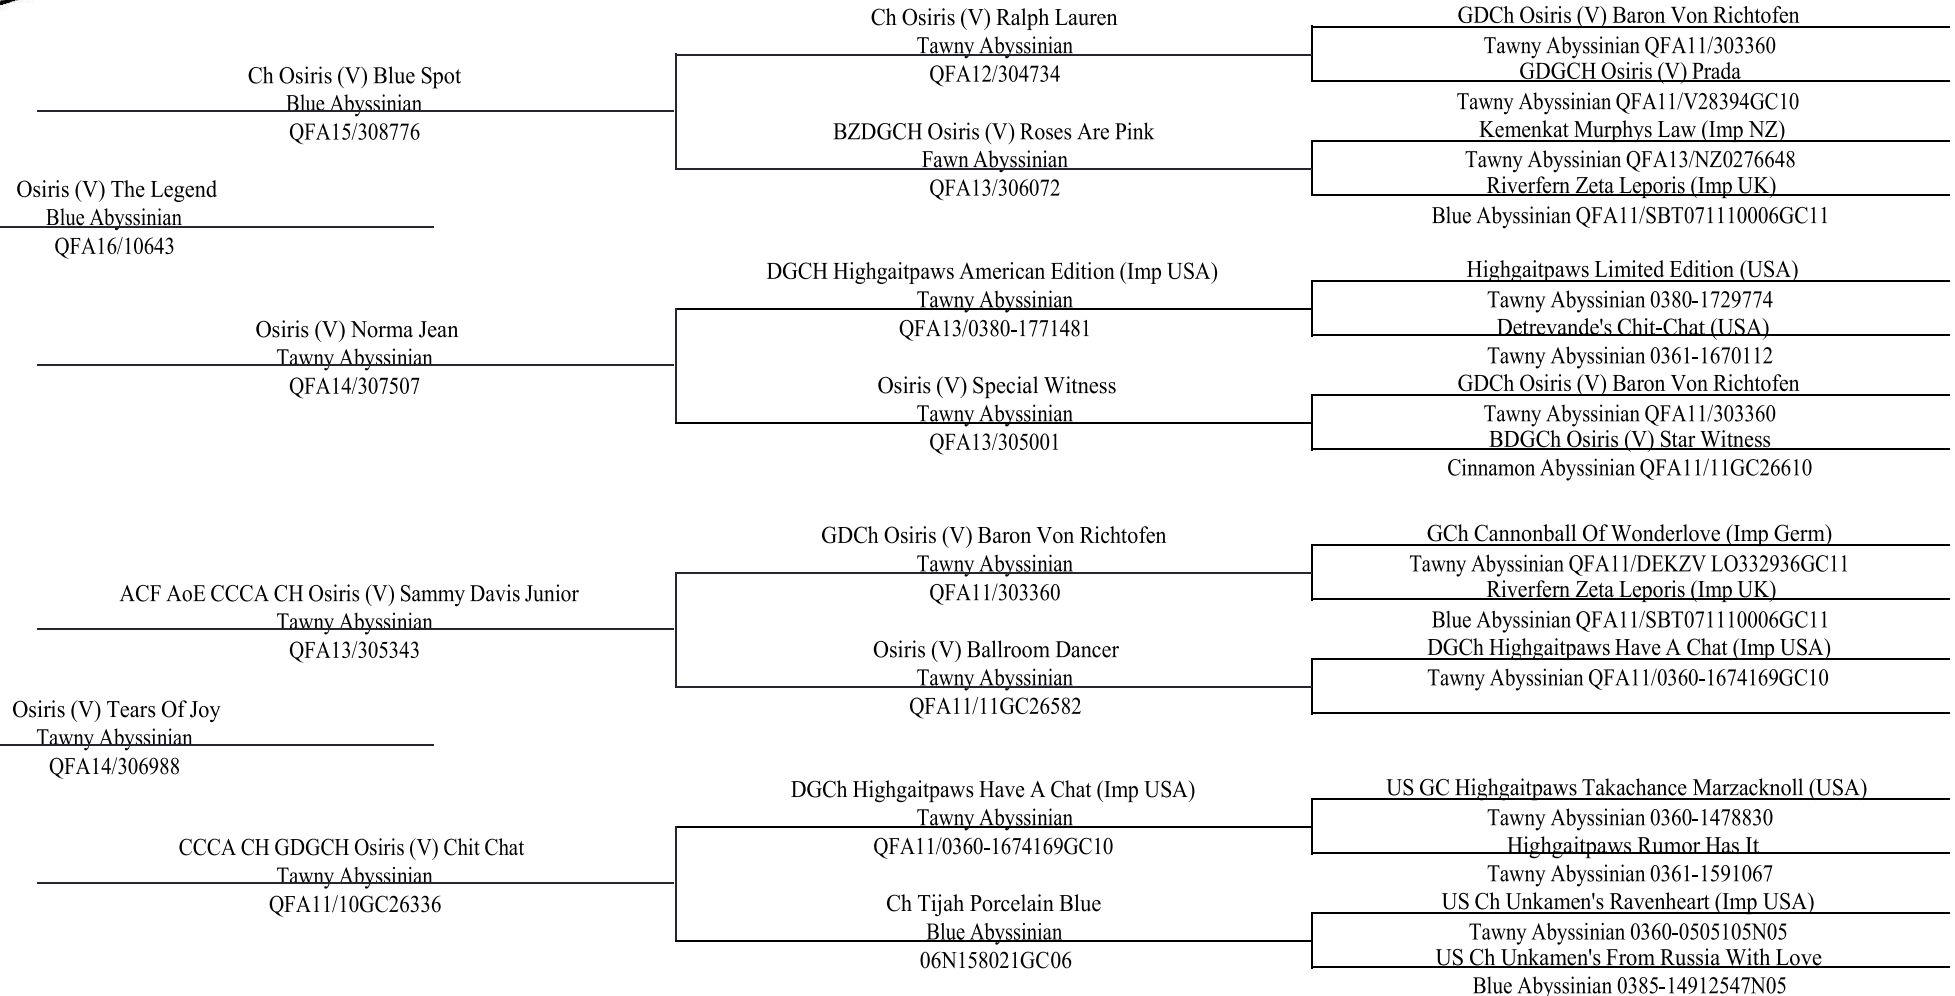 Osiris (V) The Legend
Blue Abyssinian
QFA16/10643
Osiris (V) Tears Of Joy
Tawny Abyssinian
QFA14/306988
Ch Osiris (V) Blue Spot
Blue Abyssinian
QFA15/308776
Osiris (V) Norma Jean
Tawny Abyssinian
QFA14/307507
ACF AoE CCCA CH Osiris (V) Sammy Davis Junior
Tawny Abyssinian
QFA13/305343
CCCA CH GDGCH Osiris (V) Chit Chat
Tawny Abyssinian
QFA11/10GC26336
Ch Osiris (V) Ralph Lauren
Tawny Abyssinian
QFA12/304734
BZDGCH Osiris (V) Roses Are Pink
Fawn Abyssinian
QFA13/306072
DGCH Highgaitpaws American Edition (Imp USA)
Tawny Abyssinian
QFA13/0380-1771481
Osiris (V) Special Witness
Tawny Abyssinian
QFA13/305001
GDCh Osiris (V) Baron Von Richtofen
Tawny Abyssinian
QFA11/303360
Osiris (V) Ballroom Dancer
Tawny Abyssinian
QFA11/11GC26582
DGCh Highgaitpaws Have A Chat (Imp USA)
Tawny Abyssinian
QFA11/0360-1674169GC10
Ch Tijah Porcelain Blue
Blue Abyssinian
06N158021GC06
GDCh Osiris (V) Baron Von Richtofen
Tawny Abyssinian QFA11/303360
GDGCH Osiris (V) Prada
Tawny Abyssinian QFA11/V28394GC10
Kemenkat Murphys Law (Imp NZ)
Tawny Abyssinian QFA13/NZ0276648
Riverfern Zeta Leporis (Imp UK)
Blue Abyssinian QFA11/SBT071110006GC11
Highgaitpaws Limited Edition (USA)
Tawny Abyssinian 0380-1729774
Detrevande's Chit-Chat (USA)
Tawny Abyssinian 0361-1670112
GDCh Osiris (V) Baron Von Richtofen
Tawny Abyssinian QFA11/303360
BDGCh Osiris (V) Star Witness
Cinnamon Abyssinian QFA11/11GC26610
GCh Cannonball Of Wonderlove (Imp Germ)
Tawny Abyssinian QFA11/DEKZV LO332936GC11
Riverfern Zeta Leporis (Imp UK)
Blue Abyssinian QFA11/SBT071110006GC11
DGCh Highgaitpaws Have A Chat (Imp USA)
Tawny Abyssinian QFA11/0360-1674169GC10
US GC Highgaitpaws Takachance Marzacknoll (USA)
Tawny Abyssinian 0360-1478830
Highgaitpaws Rumor Has It
Tawny Abyssinian 0361-1591067
US Ch Unkamen's Ravenheart (Imp USA)
Tawny Abyssinian 0360-0505105N05
US Ch Unkamen's From Russia With Love
Blue Abyssinian 0385-14912547N05